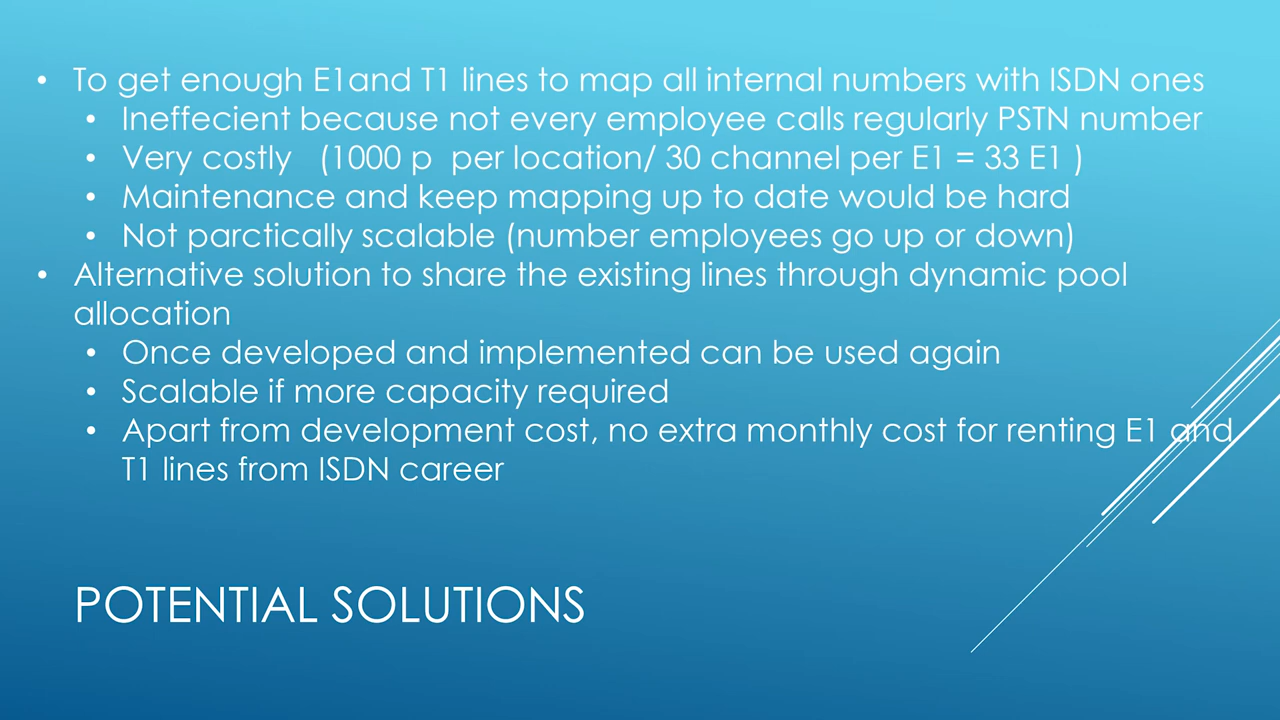 • To get enough E1and T1 lines to map all internal numbers with ISDN ones
• Ineffecient because not every employee calls regularly PSTN number
• Very costly (1000 p per location/ 30 channel per E1 = 33 E1 )
• Maintenance and keep mapping up to date would be hard
• Not parctically scalable (number employees go up or down)
• Alternative solution to share the existing lines through dynamic pool
allocation
• Once developed and implemented can be used again
• Scalable if more capacity required
• Apart from development cost, no extra monthly cost for renting E1 and
T1 lines from ISDN career
POTENTIAL SOLUTIONS